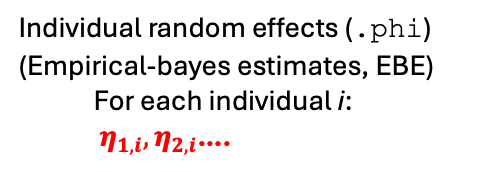 Individual random effects (.phi)
(Empirical-bayes estimates, EBE)
For each individual i:
η₁,ᵢ, η₂,ᵢ....